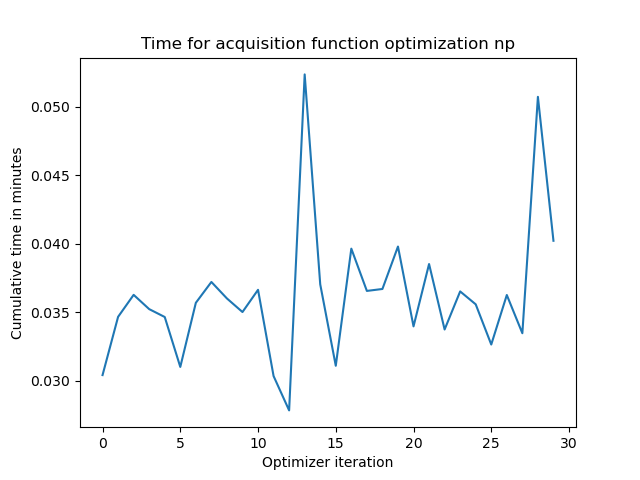 Time for acquisition function optimization np
0.050
0.045
0.040
0.035
0.030
Cumulative time in minutes
0 5 10 15 20 25 30
Optimizer iteration